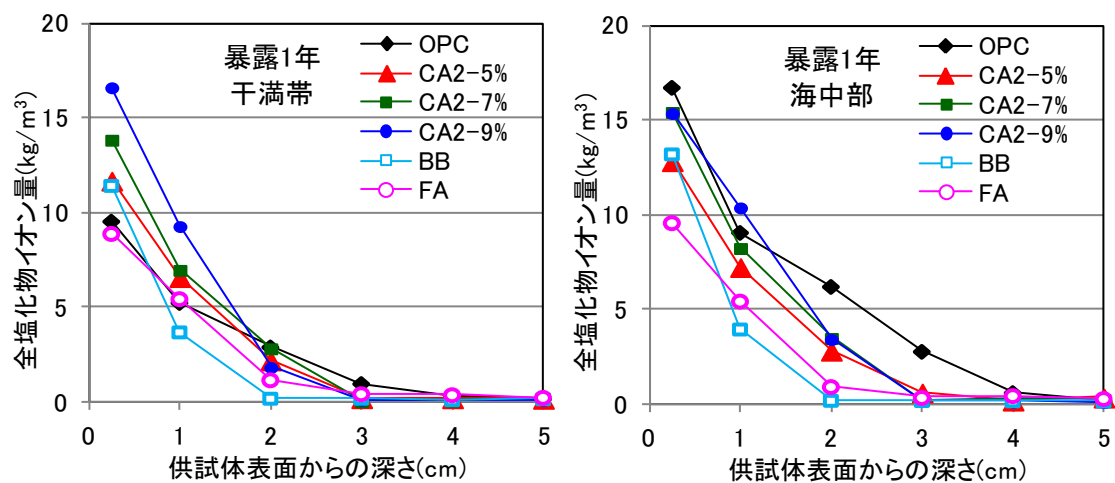 全塩化物イオン量(kg/m³)
20
15
10
5
0
暴露1年
干満帯
OPC
CA2-5%
CA2-7%
CA2-9%
BB
FA
0 1 2 3 4 5
供試体表面からの深さ(cm)
全塩化物イオン量(kg/m³)
20
15
10
5
0
暴露1年
海中部
OPC
CA2-5%
CA2-7%
CA2-9%
BB
FA
0 1 2 3 4 5
供試体表面からの深さ(cm)